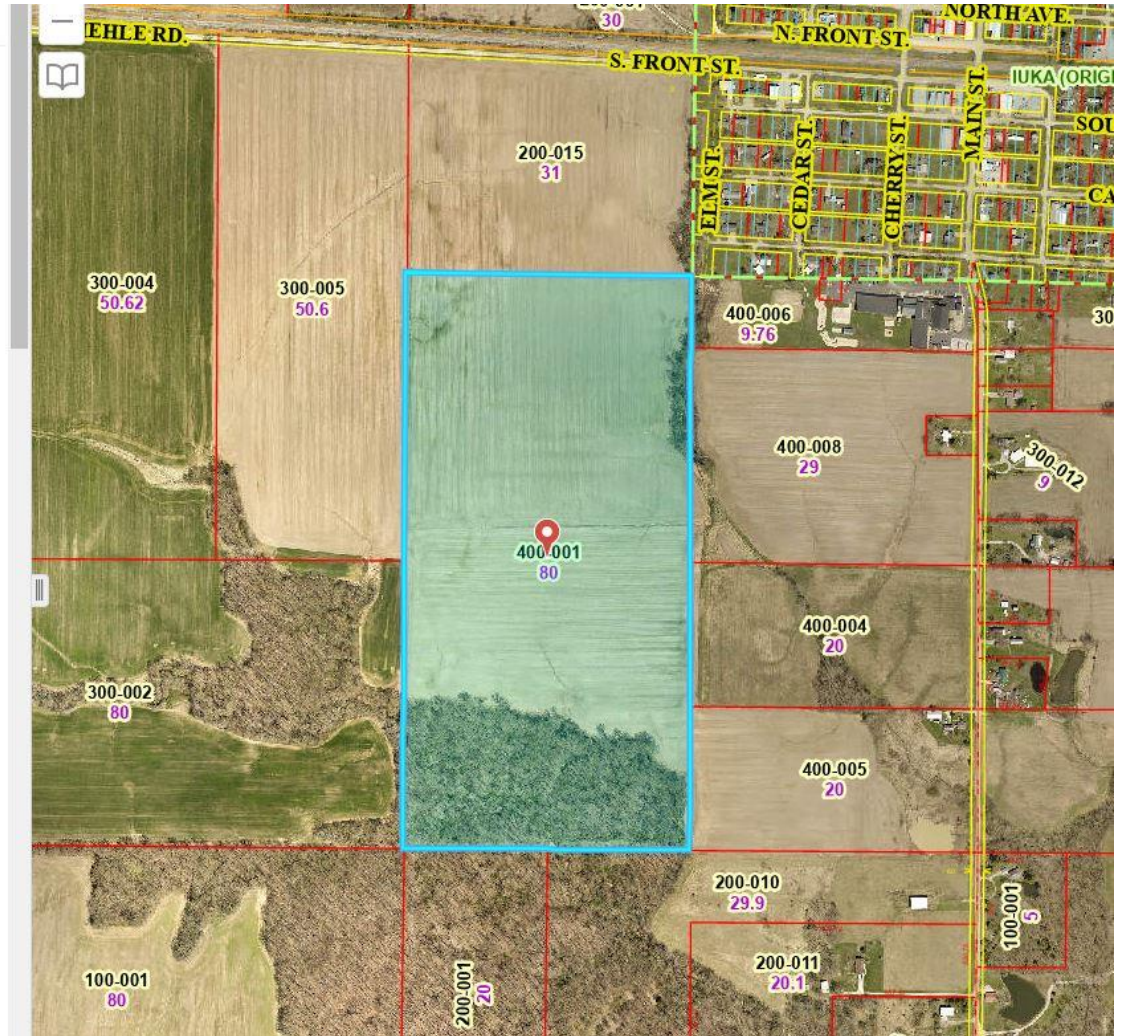 30
NORTH AVE.
EHLE RD.
N. FRONT ST.
S. FRONT ST.
IUKA (ORIGI
SOU
MAIN ST.
200-015
31
ELM ST.
CEDAR ST.
CHERRY ST.
CA
300-004
50.62
300-005
50.6
400-006
9.76
30
400-008
29
300-012
9
400-001
80
400-004
20
300-002
80
400-005
20
200-010
29.9
100-001
5
200-011
20.1
100-001
80
200-001
20